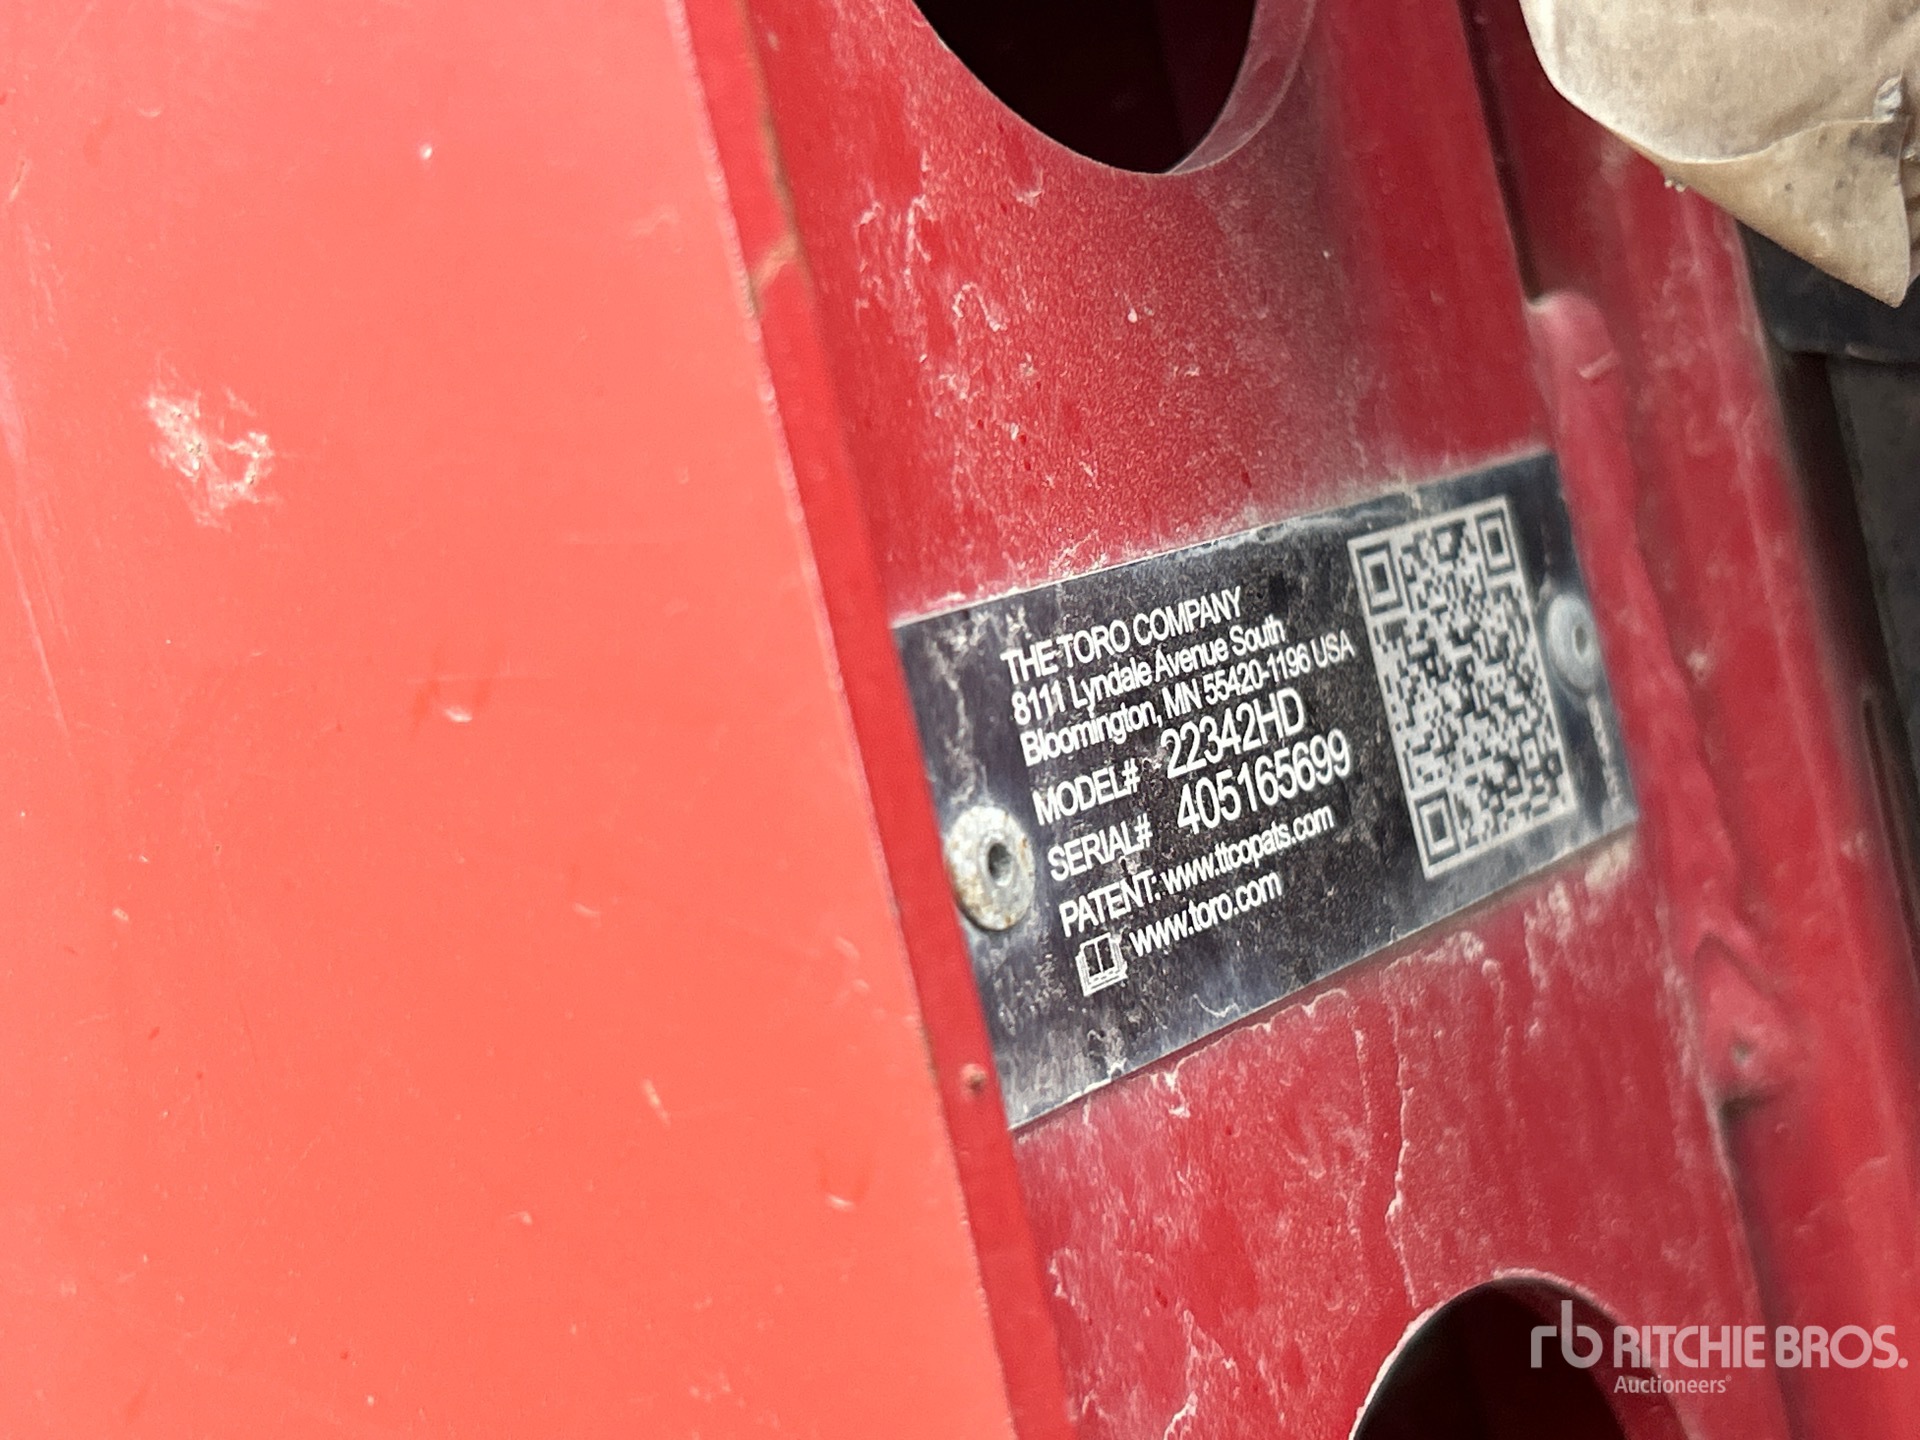 THE TORO COMPANY
8111 Lyndale Avenue South
Bloomington, MN 55420-1196 USA
MODEL# 22342HD
SERIAL# 405165699
PATENT: www.ttcopats.com
www.toro.com
rb RITCHIE BROS.
Auctioneers